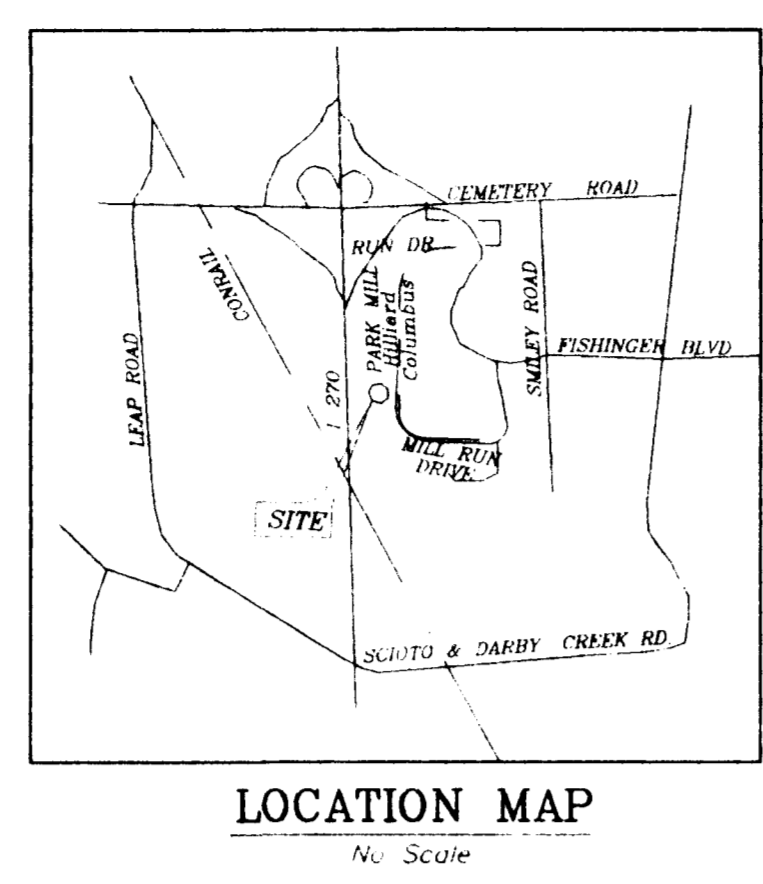 CEMETERY ROAD
RUN DR
CONRAIL
PARK MILL
Hilliard
Columbus
SMILEY ROAD
FISHINGER BLVD
LEAP ROAD
I 270
MILL RUN
DRIVE
SITE
SCIOTO & DARBY CREEK RD.
LOCATION MAP
No Scale